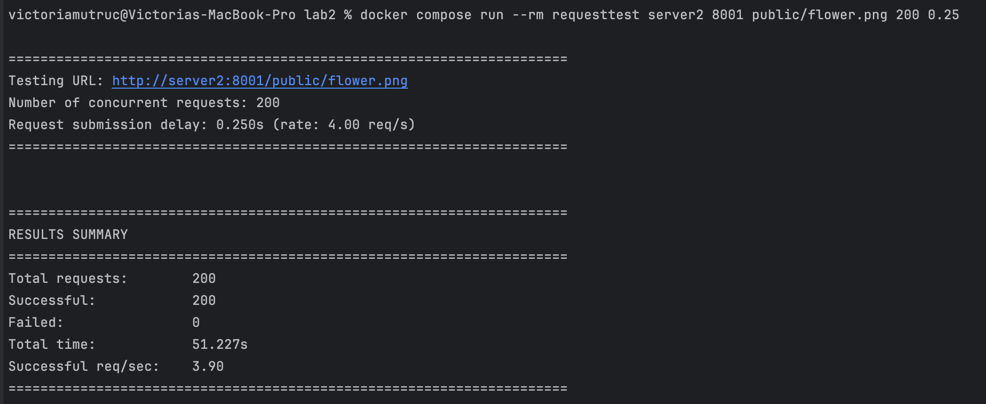 victoriamutruc@Victorias-MacBook-Pro lab2 % docker compose run --rm requesttest server2 8001 public/flower.png 200 0.25
======================================================================
Testing URL: http://server2:8001/public/flower.png
Number of concurrent requests: 200
Request submission delay: 0.250s (rate: 4.00 req/s)
======================================================================
======================================================================
RESULTS SUMMARY
======================================================================
Total requests:        200
Successful:            200
Failed:                0
Total time:            51.227s
Successful req/sec:    3.90
======================================================================